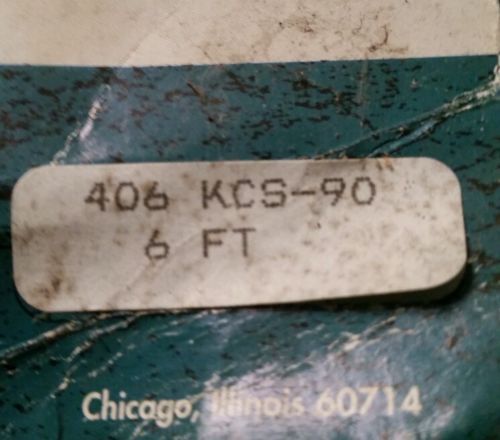 406 KCS-90
6 FT
Chicago, Illinois 60714